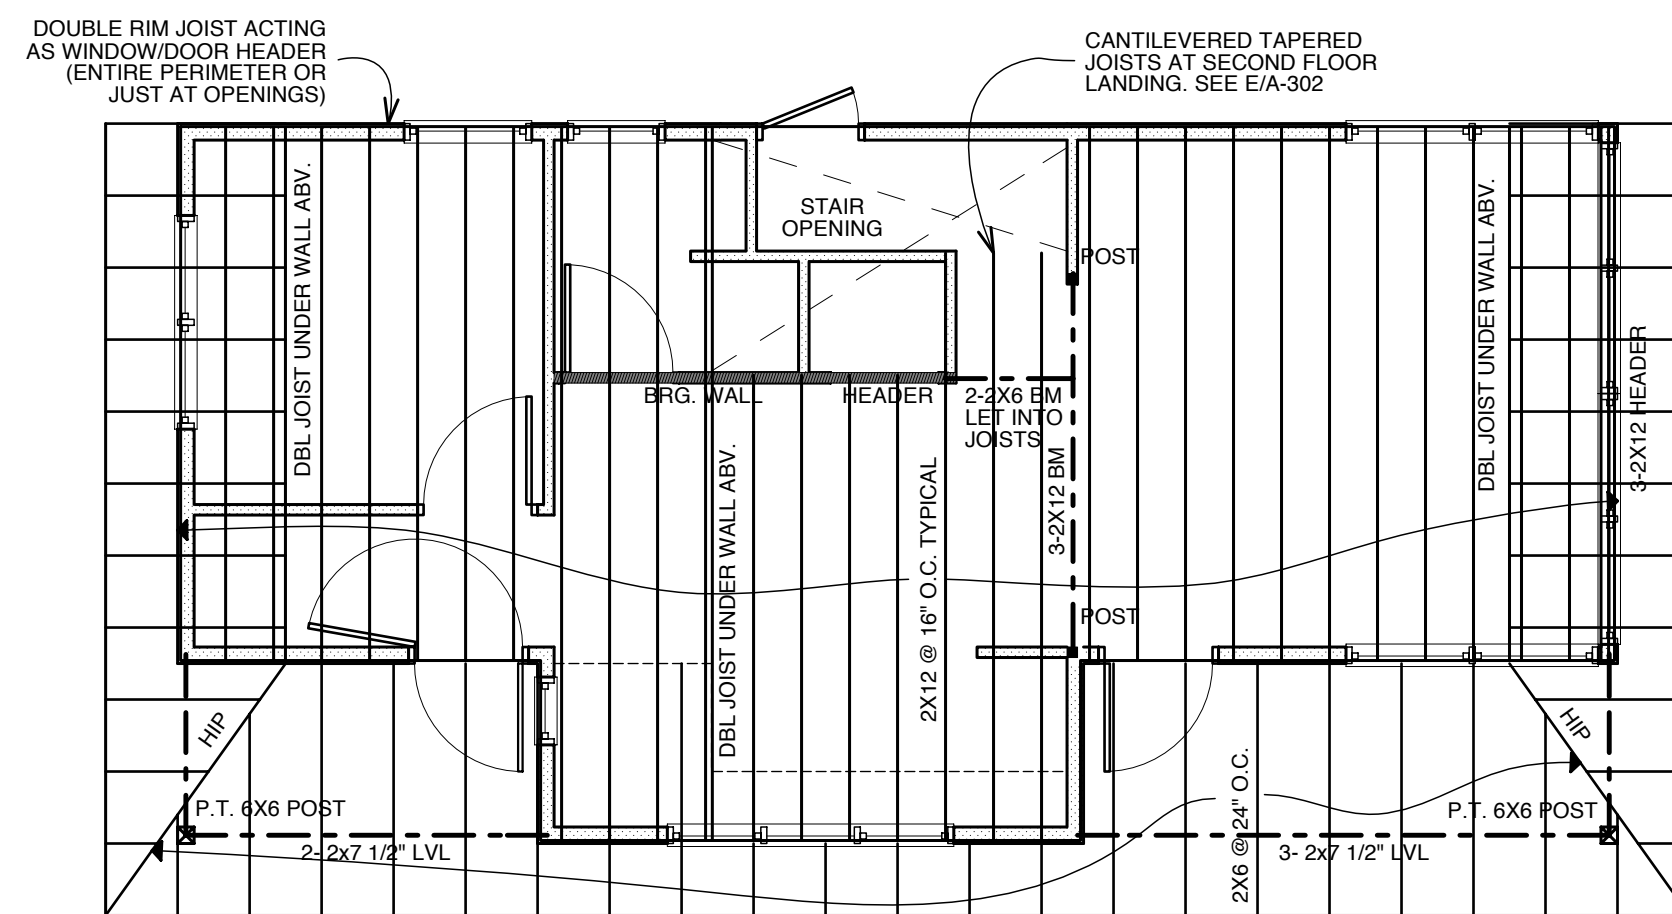 DOUBLE RIM JOIST ACTING
AS WINDOW/DOOR HEADER
(ENTIRE PERIMETER OR
JUST AT OPENINGS)
CANTILEVERED TAPERED
JOISTS AT SECOND FLOOR
LANDING. SEE E/A-302
DBL JOIST UNDER WALL ABV.
STAIR
OPENING
POST
DBL JOIST UNDER WALL ABV.
3-2X12 HEADER
BRG. WALL
HEADER
2-2X6 BM
LET INTO
JOISTS
3-2X12 BM
DBL JOIST UNDER WALL ABV.
2X12 @ 16" O.C. TYPICAL
POST
HIP
HIP
P.T. 6X6 POST
2- 2x7 1/2" LVL
2X6 @ 24" O.C.
P.T. 6X6 POST
3- 2x7 1/2" LVL